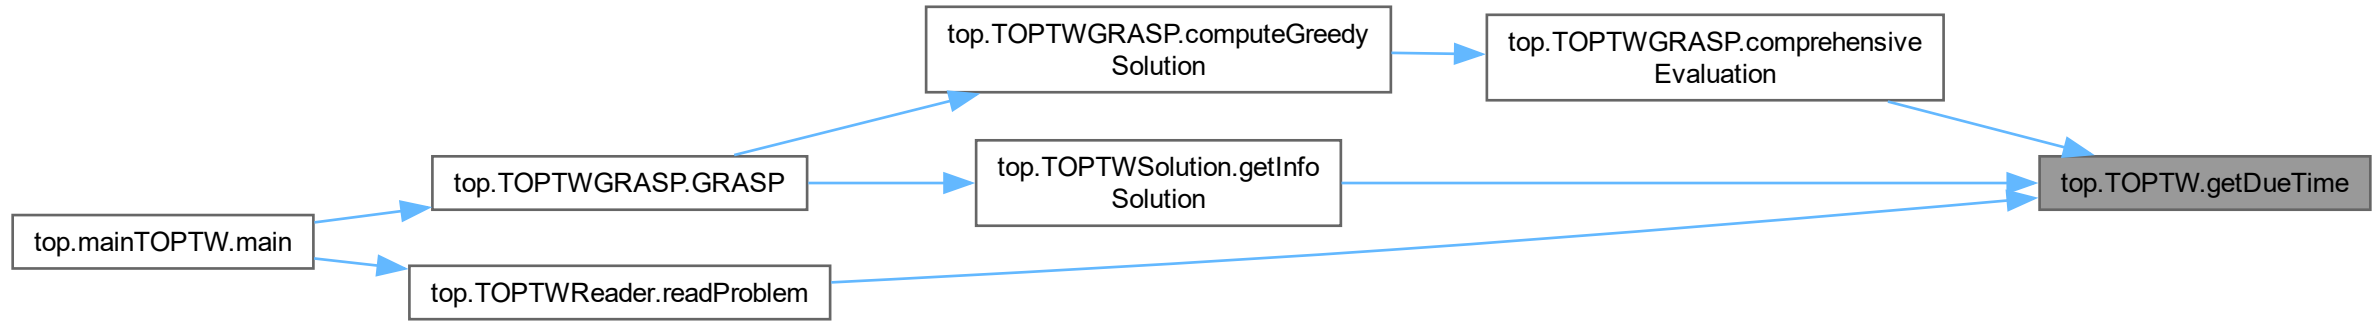 top.TOPTWGRASP.computeGreedy
Solution
top.TOPTWGRASP.comprehensive
Evaluation
top.TOPTWGRASP.GRASP
top.TOPTWSolution.getInfo
Solution
top.TOPTW.getDueTime
top.mainTOPTW.main
top.TOPTWReader.readProblem